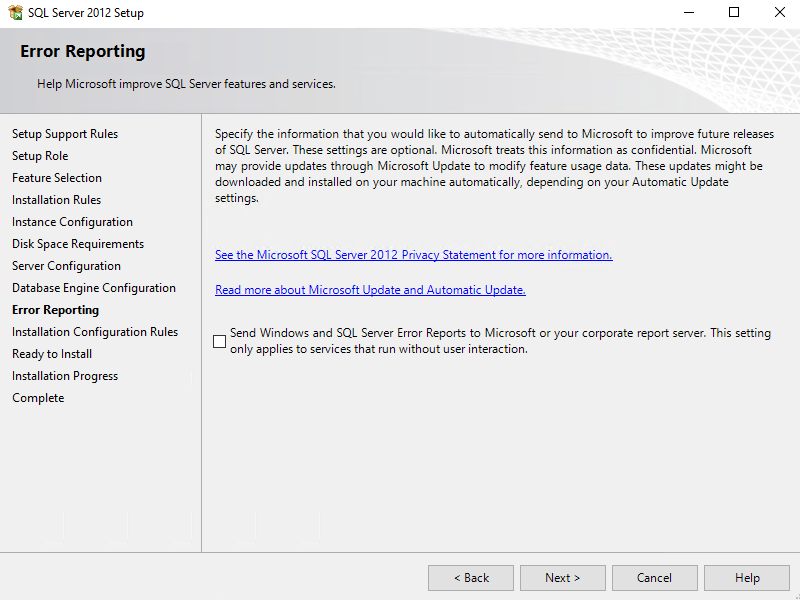 SQL Server 2012 Setup
Error Reporting
Help Microsoft improve SQL Server features and services.
Setup Support Rules
Setup Role
Feature Selection
Installation Rules
Instance Configuration
Disk Space Requirements
Server Configuration
Database Engine Configuration
Error Reporting
Installation Configuration Rules
Ready to Install
Installation Progress
Complete
Specify the information that you would like to automatically send to Microsoft to improve future releases
of SQL Server. These settings are optional. Microsoft treats this information as confidential. Microsoft
may provide updates through Microsoft Update to modify feature usage data. These updates might be
downloaded and installed on your machine automatically, depending on your Automatic Update
settings.
See the Microsoft SQL Server 2012 Privacy Statement for more information.
Read more about Microsoft Update and Automatic Update.
Send Windows and SQL Server Error Reports to Microsoft or your corporate report server. This setting
only applies to services that run without user interaction.
< Back
Next >
Cancel
Help